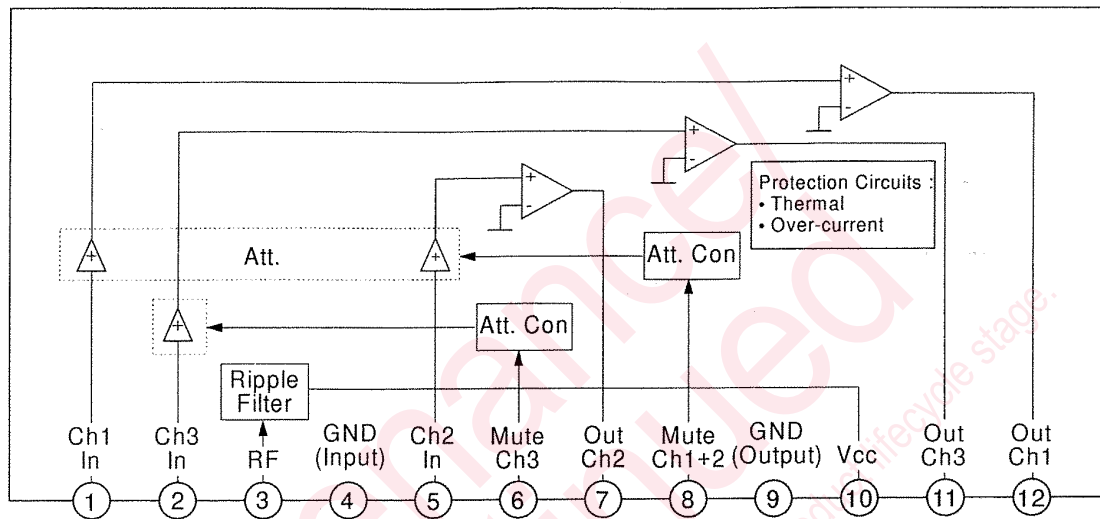 +
-
+
-
+
-
Protection Circuits :
• Thermal
• Over-current
+
Att.
+
Att. Con
+
Att. Con
Ripple
Filter
Ch1
In
Ch3
In
RF
GND
(Input)
Ch2
In
Mute
Ch3
Out
Ch2
Mute
Ch1+2
GND
(Output)
Vcc
Out
Ch3
Out
Ch1
1
2
3
4
5
6
7
8
9
10
11
12
lifecycle stage.